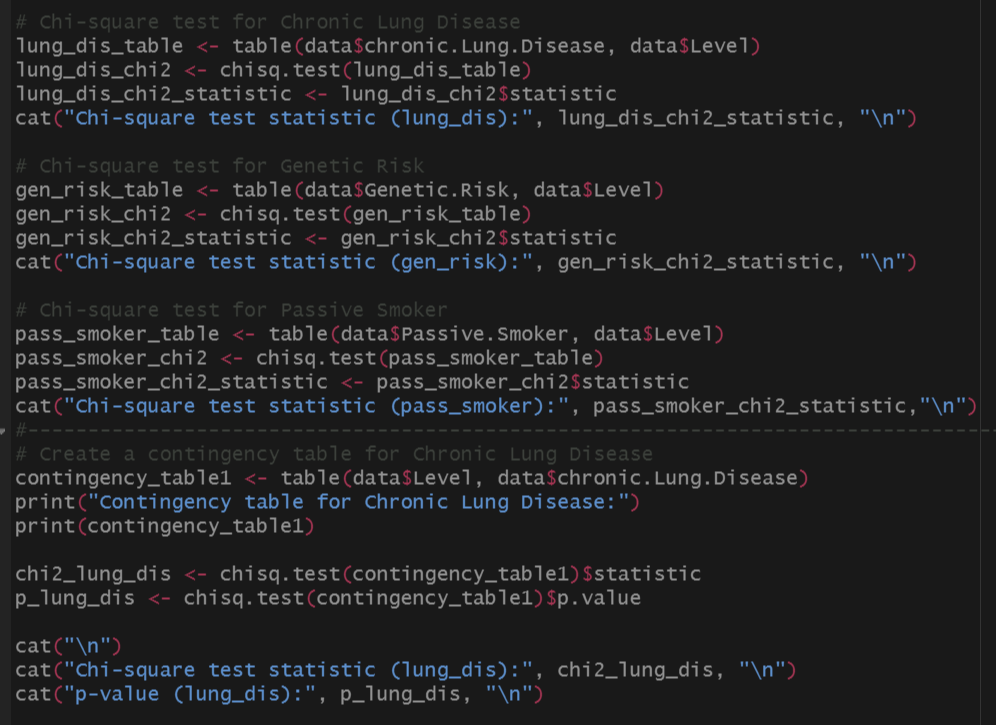 # Chi-square test for Chronic Lung Disease
lung_dis_table <- table(data$chronic.Lung.Disease, data$Level)
lung_dis_chi2 <- chisq.test(lung_dis_table)
lung_dis_chi2_statistic <- lung_dis_chi2$statistic
cat("Chi-square test statistic (lung_dis):", lung_dis_chi2_statistic, "\n")
# Chi-square test for Genetic Risk
gen_risk_table <- table(data$Genetic.Risk, data$Level)
gen_risk_chi2 <- chisq.test(gen_risk_table)
gen_risk_chi2_statistic <- gen_risk_chi2$statistic
cat("Chi-square test statistic (gen_risk):", gen_risk_chi2_statistic, "\n")
# Chi-square test for Passive Smoker
pass_smoker_table <- table(data$Passive.Smoker, data$Level)
pass_smoker_chi2 <- chisq.test(pass_smoker_table)
pass_smoker_chi2_statistic <- pass_smoker_chi2$statistic
cat("Chi-square test statistic (pass_smoker):", pass_smoker_chi2_statistic,"\n")
#--------------------------------------------------------------------------------
# Create a contingency table for Chronic Lung Disease
contingency_table1 <- table(data$Level, data$chronic.Lung.Disease)
print("Contingency table for Chronic Lung Disease:")
print(contingency_table1)
chi2_lung_dis <- chisq.test(contingency_table1)$statistic
p_lung_dis <- chisq.test(contingency_table1)$p.value
cat("\n")
cat("Chi-square test statistic (lung_dis):", chi2_lung_dis, "\n")
cat("p-value (lung_dis):", p_lung_dis, "\n")